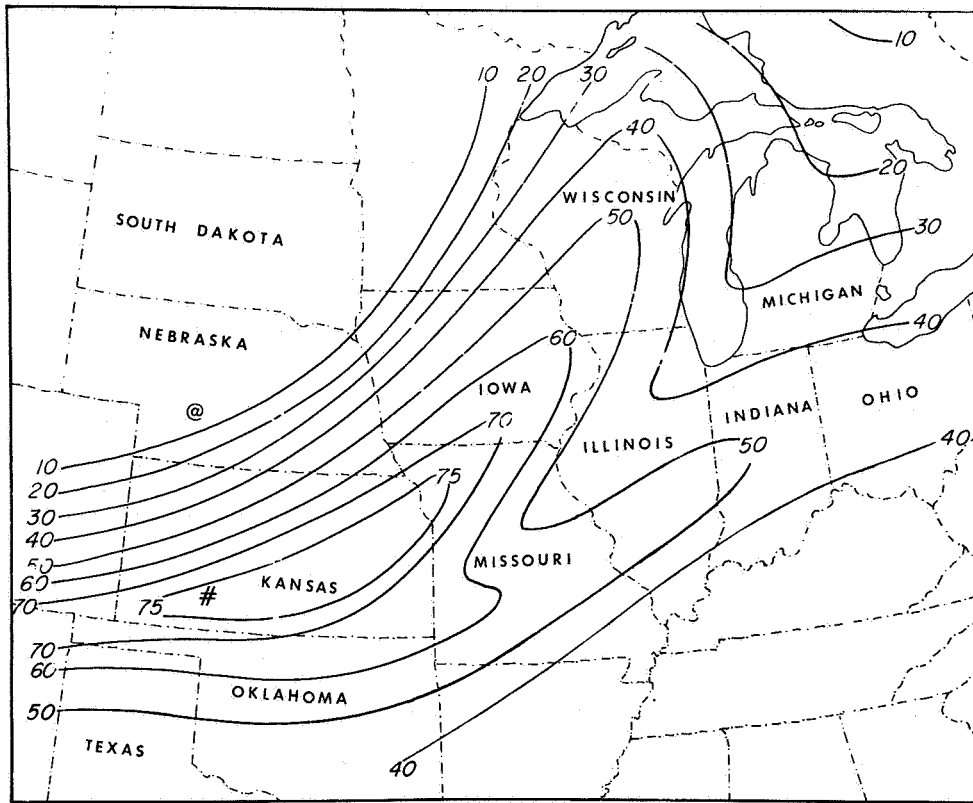 10
10 20 30
40
WISCONSIN
20
SOUTH DAKOTA
50
30
MICHIGAN
NEBRASKA
60
40
IOWA
@
70
INDIANA
OHIO
ILLINOIS
50
40
10
75
20
30
40
50
MISSOURI
60
KANSAS
#
70
75
70
60
OKLAHOMA
50
TEXAS
40